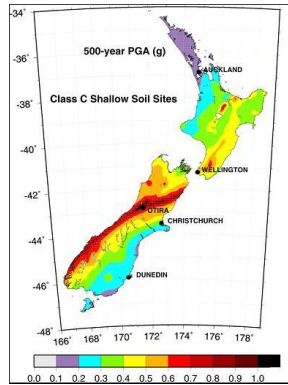 -34°
500-year PGA (g)
-36°
AUCKLAND
Class C Shallow Soil Sites
-38°
-40°
WELLINGTON
-42°
OTIRA
CHRISTCHURCH
-44°
DUNEDIN
-46°
-48°
166° 168° 170° 172° 174° 176° 178°
0.0 0.1 0.2 0.3 0.4 0.5 0.6 0.7 0.8 0.9 1.0